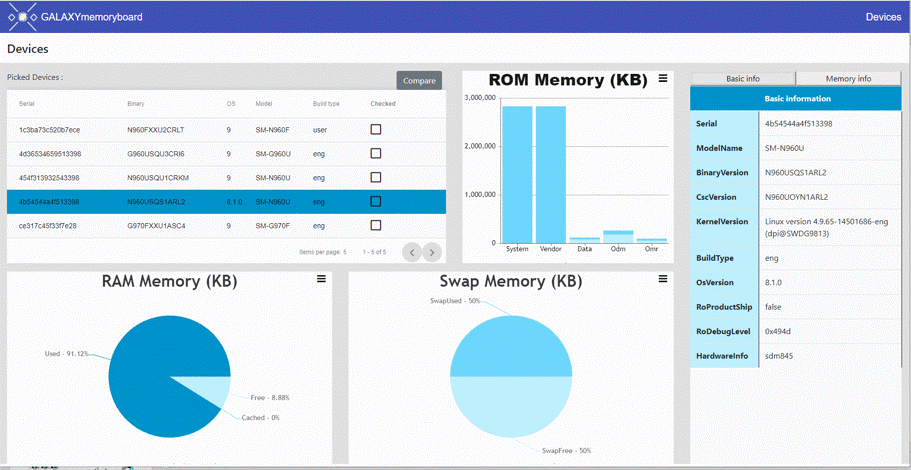 GALAXYmemoryboard Devices
Devices
Picked Devices :
Compare
Serial Binary OS Model Build type Checked
1c3ba73c520b7ece N960FXXU2CRLT 9 SM-N960F user
4d36534659513398 G960USQU3CRI6 9 SM-G960U eng
454f313932543398 N960USQU1CRKM 9 SM-N960U eng
4b54544a4f513398 N960USQS1ARL2 8.1.0 SM-N960U eng
ce317c45f33f7e28 G970FXXU1ASC4 9 SM-G970F eng
Items per page: 5 1 - 5 of 5
ROM Memory (KB)
3,000,000
2,000,000
1,000,000
0
System Vendor Data Odm Omr
Basic info Memory info
Basic information
Serial 4b54544a4f513398
ModelName SM-N960U
BinaryVersion N960USQS1ARL2
CscVersion N960UOYN1ARL2
KernelVersion Linux version 4.9.65-14501686-eng
(dpi@SWDG9813)
BuildType eng
OsVersion 8.1.0
RoProductShip false
RoDebugLevel 0x494d
HardwareInfo sdm845
RAM Memory (KB)
Used - 91.12%
Free - 8.88%
Cached - 0%
Swap Memory (KB)
SwapUsed - 50%
SwapFree - 50%